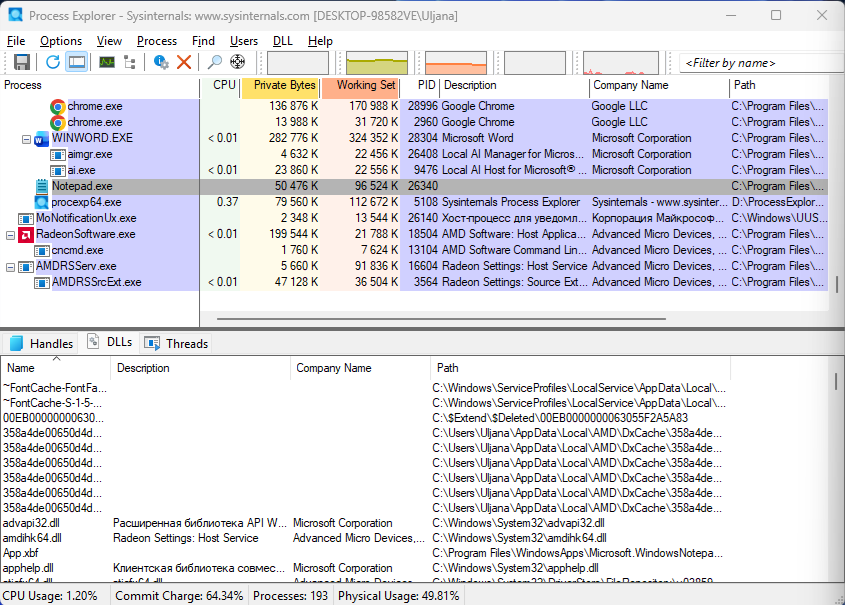 Process Explorer - Sysinternals: www.sysinternals.com [DESKTOP-98582VE\Uljana]
File Options View Process Find Users DLL Help
<Filter by name>
Process CPU Private Bytes Working Set PID Description Company Name Path
chrome.exe 136 876 K 170 988 K 28996 Google Chrome Google LLC C:\Program Files\...
chrome.exe 13 988 K 31 720 K 2960 Google Chrome Google LLC C:\Program Files\...
WINWORD.EXE < 0.01 282 776 K 324 352 K 28304 Microsoft Word Microsoft Corporation C:\Program Files\...
aimgr.exe 4 632 K 22 456 K 26408 Local AI Manager for Micros... Microsoft Corporation C:\Program Files\...
ai.exe < 0.01 23 860 K 22 556 K 9476 Local AI Host for Microsoft® ... Microsoft Corporation C:\Program Files\...
Notepad.exe 50 476 K 96 524 K 26340 C:\Program Files\...
procexp64.exe 0.37 79 560 K 112 672 K 5108 Sysinternals Process Explorer Sysinternals - www.sysinter... D:\ProcessExplor...
MoNotificationUx.exe 2 348 K 13 544 K 26140 Хост-процесс для уведомл... Корпорация Майкрософ... C:\Windows\UUS...
RadeonSoftware.exe < 0.01 199 544 K 21 788 K 18504 AMD Software: Host Applica... Advanced Micro Devices, ... C:\Program Files\...
cncmd.exe 1 760 K 7 624 K 13104 AMD Software Command Lin... Advanced Micro Devices, ... C:\Program Files\...
AMDRSServ.exe 5 660 K 91 836 K 16604 Radeon Settings: Host Service Advanced Micro Devices, ... C:\Program Files\...
AMDRSSrcExt.exe < 0.01 47 128 K 36 504 K 3564 Radeon Settings: Source Ext... Advanced Micro Devices, ... C:\Program Files\...
Handles DLLs Threads
Name Description Company Name Path
~FontCache-FontFa... C:\Windows\ServiceProfiles\LocalService\AppData\Local\...
~FontCache-S-1-5-... C:\Windows\ServiceProfiles\LocalService\AppData\Local\...
00EB00000000630... C:\$Extend\$Deleted\00EB0000000063055F2A5A83
358a4de00650d4d... C:\Users\Uljana\AppData\Local\AMD\DxCache\358a4de...
358a4de00650d4d... C:\Users\Uljana\AppData\Local\AMD\DxCache\358a4de...
358a4de00650d4d... C:\Users\Uljana\AppData\Local\AMD\DxCache\358a4de...
358a4de00650d4d... C:\Users\Uljana\AppData\Local\AMD\DxCache\358a4de...
358a4de00650d4d... C:\Users\Uljana\AppData\Local\AMD\DxCache\358a4de...
358a4de00650d4d... C:\Users\Uljana\AppData\Local\AMD\DxCache\358a4de...
advapi32.dll Расширенная библиотека API W... Microsoft Corporation C:\Windows\System32\advapi32.dll
amdihk64.dll Radeon Settings: Host Service Advanced Micro Devices,... C:\Windows\System32\amdihk64.dll
App.xbf C:\Program Files\WindowsApps\Microsoft.WindowsNotepa...
apphelp.dll Клиентская библиотека совмес... Microsoft Corporation C:\Windows\System32\apphelp.dll
CPU Usage: 1.20% Commit Charge: 64.34% Processes: 193 Physical Usage: 49.81%